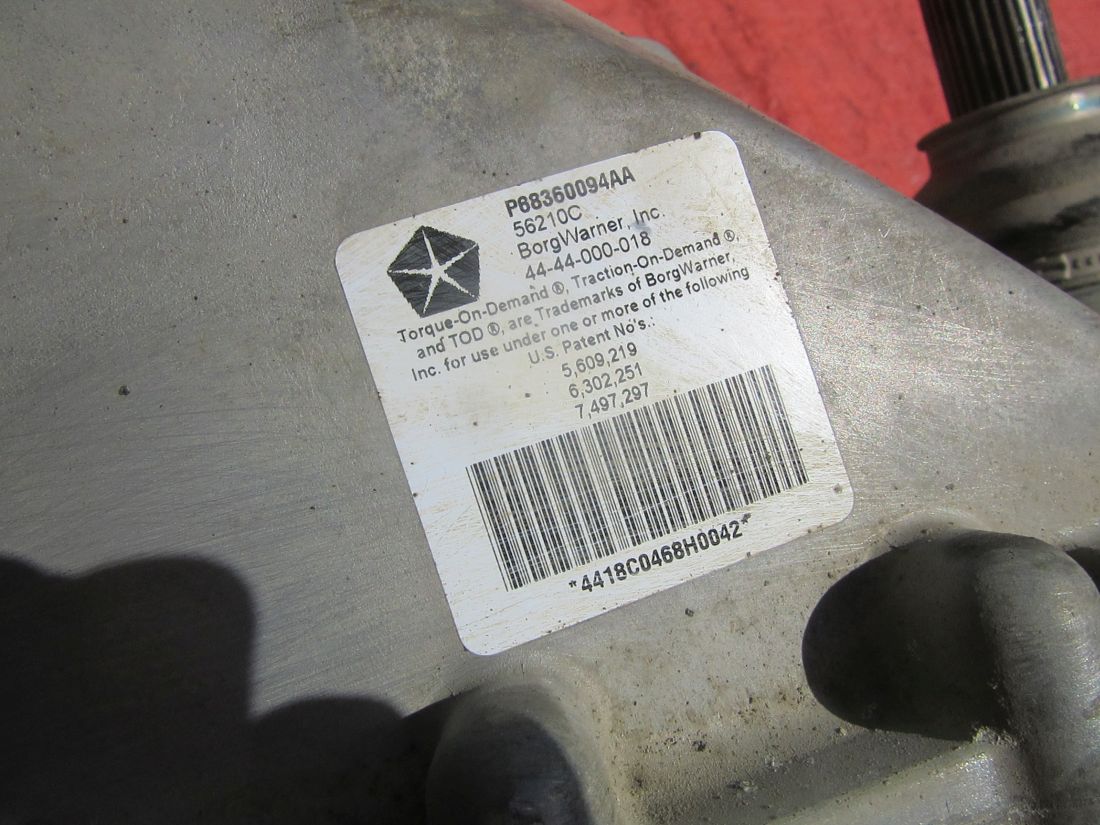 P68360094AA
56210C
BorgWarner, Inc.
44-44-000-018
Torque-On-Demand ®, Traction-On-Demand ®,
and TOD ®, are Trademarks of BorgWarner,
Inc. for use under one or more of the following
U.S. Patent No's.:
5,609,219
6,302,251
7,497,297
*4418C0468H0042*